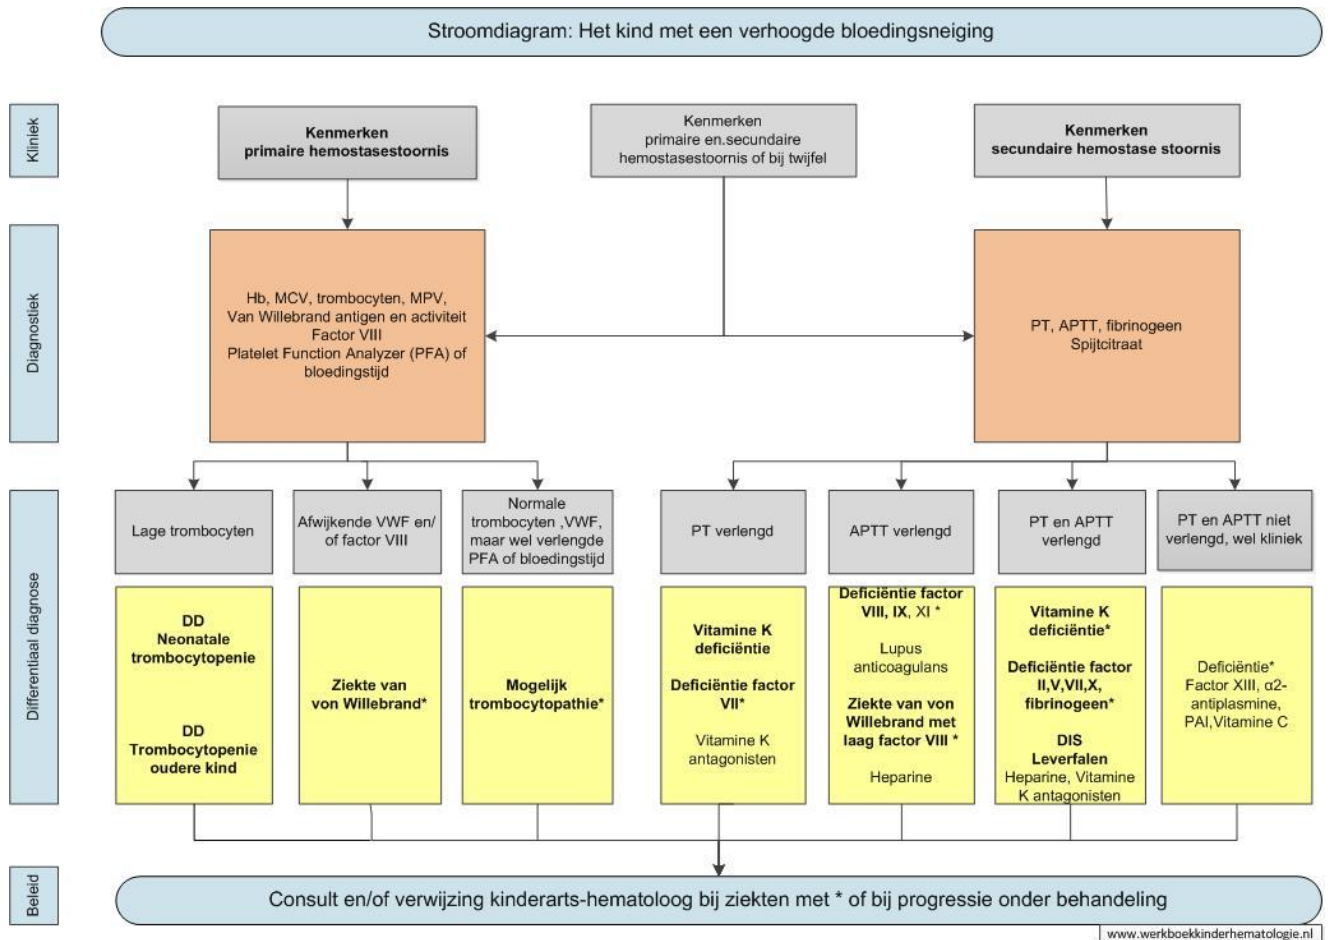 Stroomdiagram: Het kind met een verhoogde bloedingsneiging
Kliniek
Kenmerken
primaire hemostasestoornis
Kenmerken
primaire en.secundaire
hemostasestoornis of bij twijfel
Kenmerken
secundaire hemostase stoornis
Diagnostiek
Hb, MCV, trombocyten, MPV,
Van Willebrand antigen en activiteit
Factor VIII
Platelet Function Analyzer (PFA) of
bloedingstijd
PT, APTT, fibrinogeen
Spijtcitraat
Differentiaal diagnose
Lage trombocyten
Afwijkende VWF en/
of factor VIII
Normale
trombocyten ,VWF,
maar wel verlengde
PFA of bloedingstijd
PT verlengd
APTT verlengd
PT en APTT
verlengd
PT en APTT niet
verlengd, wel kliniek
DD
Neonatale
trombocytopenie
DD
Trombocytopenie
oudere kind
Ziekte van
von Willebrand*
Mogelijk
trombocytopathie*
Vitamine K
deficiëntie
Deficiëntie factor
VII*
Vitamine K
antagonisten
Deficiëntie factor
VIII, IX, XI *
Lupus
anticoagulans
Ziekte van von
Willebrand met
laag factor VIII *
Heparine
Vitamine K
deficiëntie*
Deficiëntie factor
II,V,VII,X,
fibrinogeen*
DIS
Leverfalen
Heparine, Vitamine
K antagonisten
Deficiëntie*
Factor XIII, α2-
antiplasmine,
PAI,Vitamine C
Beleid
Consult en/of verwijzing kinderarts-hematoloog bij ziekten met * of bij progressie onder behandeling
www.werkboekkinderhematologie.nl